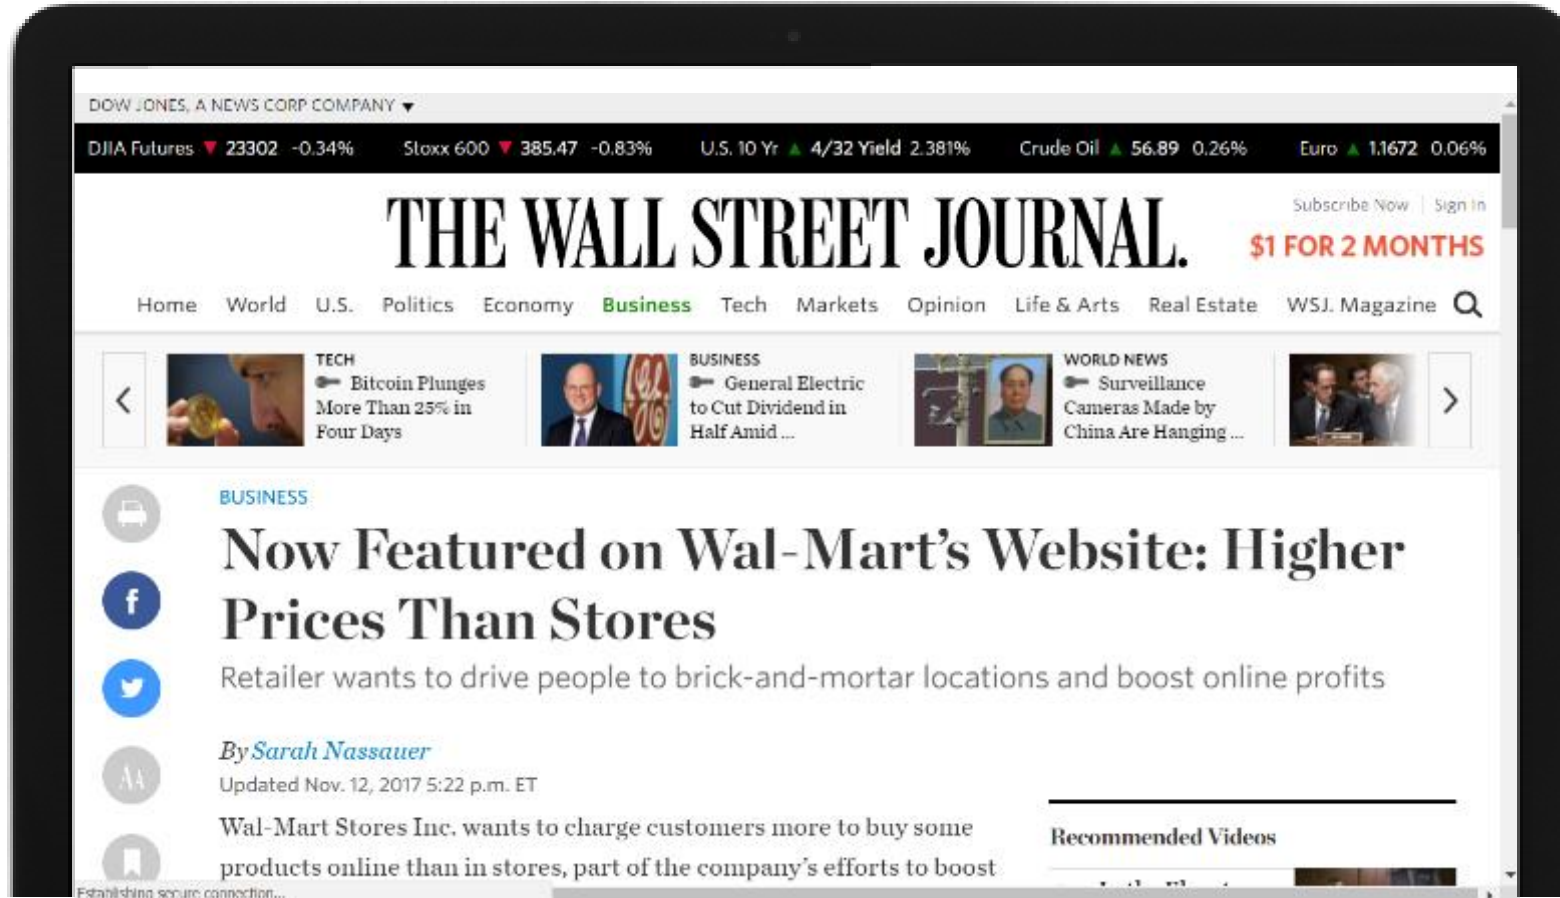 DOW JONES, A NEWS CORP COMPANY ▼
DJIA Futures ▼ 23302 -0.34% Stoxx 600 ▼ 385.47 -0.83% U.S. 10 Yr ▲ 4/32 Yield 2.381% Crude Oil ▲ 56.89 0.26% Euro ▲ 1.1672 0.06%
THE WALL STREET JOURNAL.
Subscribe Now | Sign In
$1 FOR 2 MONTHS
Home World U.S. Politics Economy Business Tech Markets Opinion Life & Arts Real Estate WSJ. Magazine
TECH
Bitcoin Plunges
More Than 25% in
Four Days
BUSINESS
General Electric
to Cut Dividend in
Half Amid ...
WORLD NEWS
Surveillance
Cameras Made by
China Are Hanging ...
BUSINESS
Now Featured on Wal-Mart's Website: Higher
Prices Than Stores
Retailer wants to drive people to brick-and-mortar locations and boost online profits
By Sarah Nassauer
Updated Nov. 12, 2017 5:22 p.m. ET
Wal-Mart Stores Inc. wants to charge customers more to buy some
products online than in stores, part of the company's efforts to boost
Recommended Videos
Establishing secure connection...